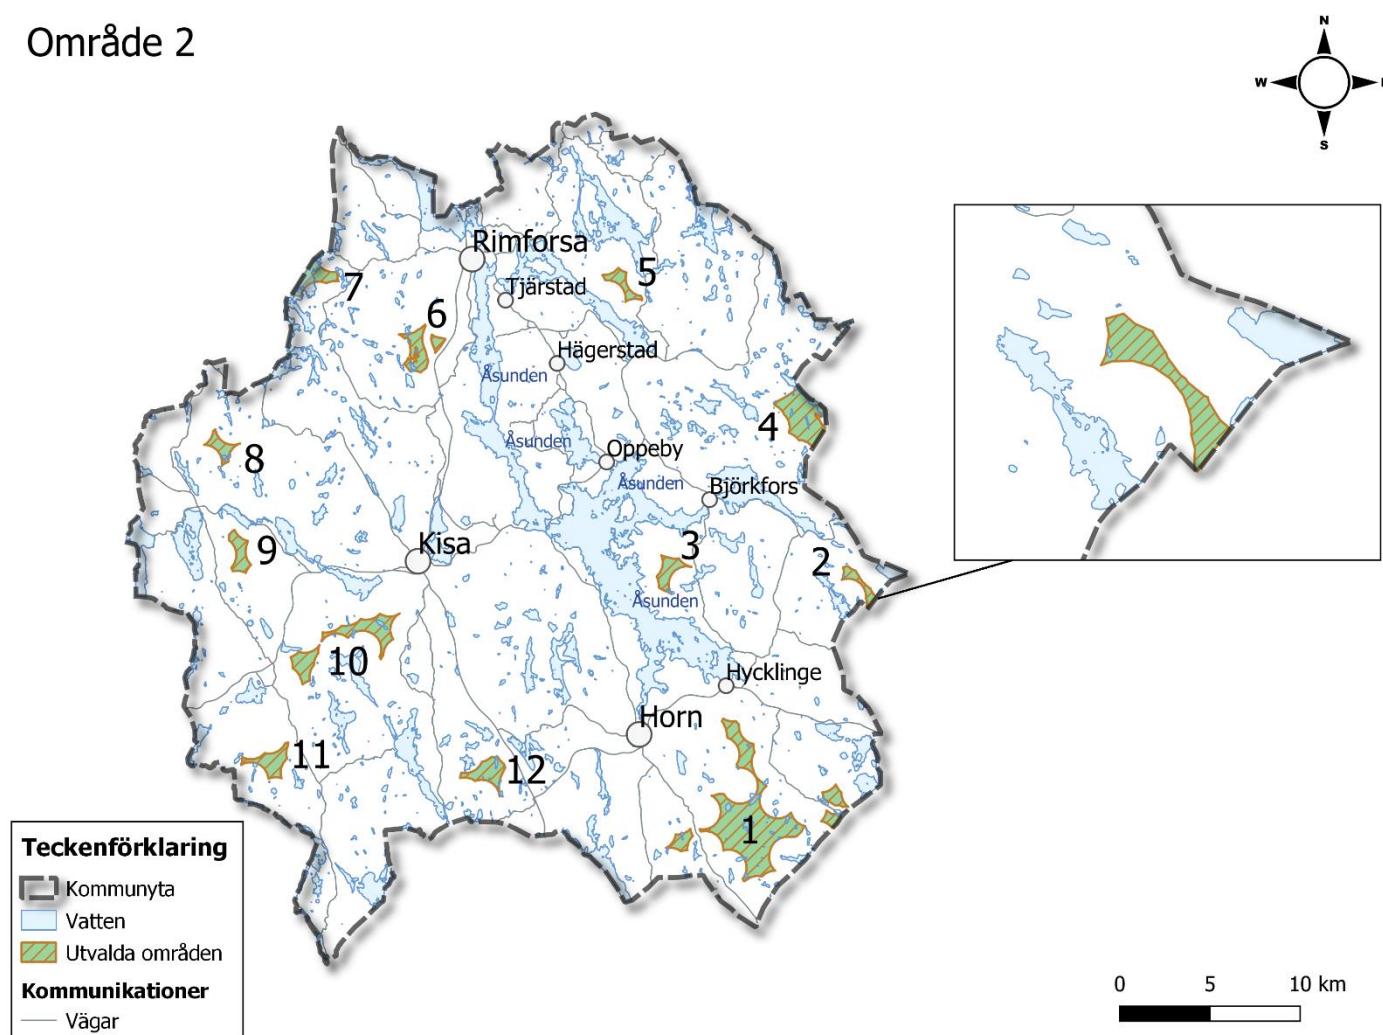 Område 2
N
W
S
Rimforsa
7
Tjärstad
5
6
Hägerstad
Åsunden
4
8
Åsunden
Oppeby
Åsunden
Björkfors
9
Kisa
3
2
Åsunden
10
Hycklinge
Horn
11
12
1
Teckenförklaring
Kommunyta
Vatten
Utvalda områden
Kommunikationer
Vägar
0 5 10 km